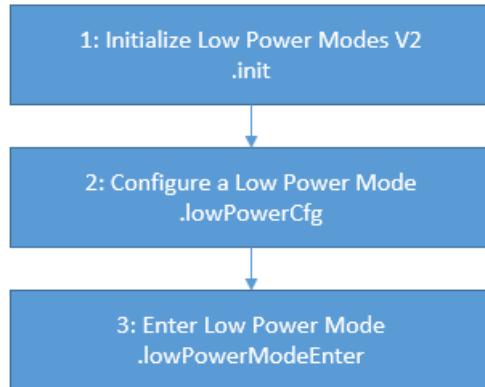 1: Initialize Low Power Modes V2
.init
2: Configure a Low Power Mode
.lowPowerCfg
3: Enter Low Power Mode
.lowPowerModeEnter